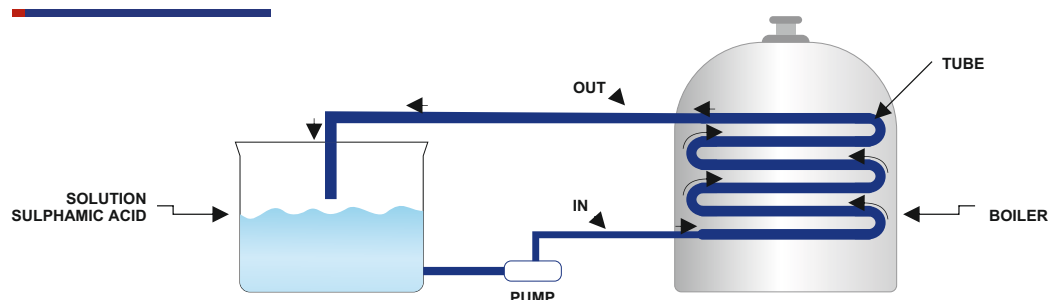 TUBE
OUT
SOLUTION
SULPHAMIC ACID
IN
BOILER
PUMP